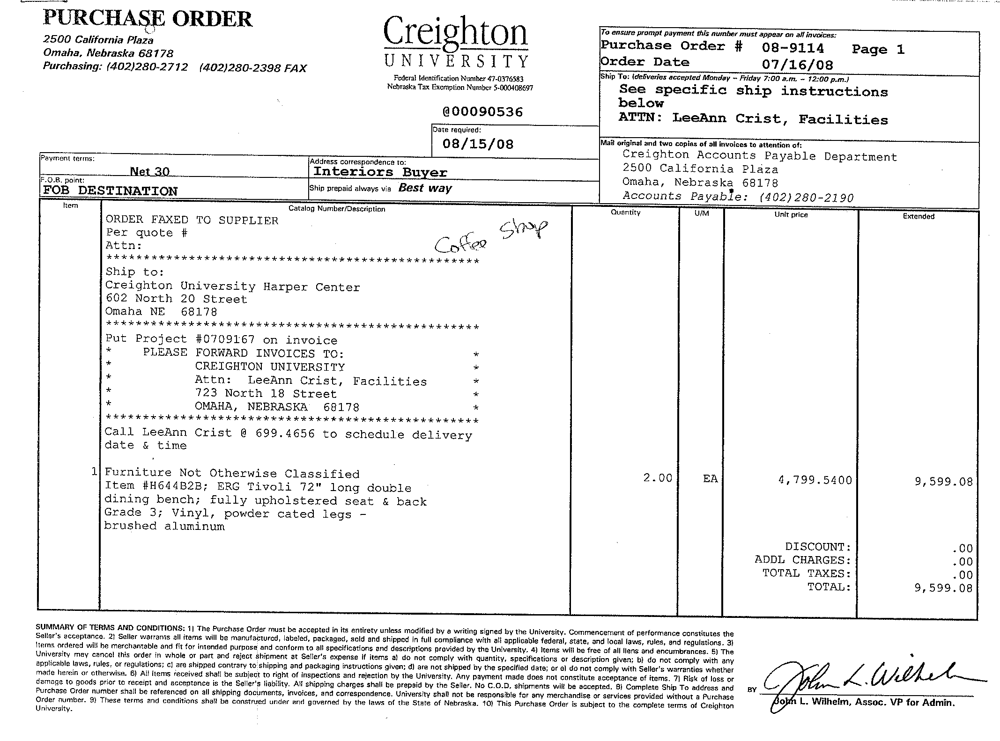 PURCHASE ORDER
2500 California Plaza
Omaha, Nebraska 68178
Purchasing: (402)280-2712 (402)280-2398 FAX
Creighton
UNIVERSITY
Federal Identification Number 47-0376583
Nebraska Tax Exemption Number 5-000408697
@00090536
Date required:
08/15/08
To ensure prompt payment this number must appear on all invoices:
Purchase Order # 08-9114 Page 1
Order Date 07/16/08
Ship To: (deliveries accepted Monday – Friday 7:00 a.m. – 12:00 p.m.)
See specific ship instructions
below
ATTN: LeeAnn Crist, Facilities
Mail original and two copies of all invoices to attention of:
Creighton Accounts Payable Department
2500 California Plaza
Omaha, Nebraska 68178
Accounts Payable: (402)280-2190
Payment terms:
Net 30
Address correspondence to:
Interiors Buyer
F.O.B. point:
FOB DESTINATION
Ship prepaid always via Best way
Item Catalog Number/Description Quantity U/M Unit price Extended
ORDER FAXED TO SUPPLIER
Per quote #
Attn:
Coffee Shop
**************************************************
Ship to:
Creighton University Harper Center
602 North 20 Street
Omaha NE 68178
**************************************************
Put Project #0709167 on invoice
* PLEASE FORWARD INVOICES TO: *
* CREIGHTON UNIVERSITY *
* Attn: LeeAnn Crist, Facilities *
* 723 North 18 Street *
* OMAHA, NEBRASKA 68178 *
**************************************************
Call LeeAnn Crist @ 699.4656 to schedule delivery
date & time
1 Furniture Not Otherwise Classified 2.00 EA 4,799.5400 9,599.08
Item #H644B2B; ERG Tivoli 72" long double
dining bench; fully upholstered seat & back
Grade 3; Vinyl, powder cated legs -
brushed aluminum
DISCOUNT: .00
ADDL CHARGES: .00
TOTAL TAXES: .00
TOTAL: 9,599.08
SUMMARY OF TERMS AND CONDITIONS: 1) The Purchase Order must be accepted in its entirety unless modified by a writing signed by the University. Commencement of performance constitutes the
Seller's acceptance. 2) Seller warrants all items will be manufactured, labeled, packaged, sold and shipped in full compliance with all applicable federal, state, and local laws, rules, and regulations. 3)
Items ordered will be merchantable and fit for intended purpose and conform to all specifications and descriptions provided by the University. 4) Items will be free of all liens and encumbrances. 5) The
University may cancel this order in whole or part and reject shipment at Seller's expense if items a) do not comply with quantity, specifications or description given; b) do not comply with any
applicable laws, rules, or regulations; c) are shipped contrary to shipping and packaging instructions given; d) are not shipped by the specified date; or e) do not comply with Seller's warranties whether
made herein or otherwise. 6) All items received shall be subject to right of inspections and rejection by the University. Any payment made does not constitute acceptance of items. 7) Risk of loss or
damage to goods prior to receipt and acceptance is the Seller's liability. All shipping charges shall be prepaid by the Seller. No C.O.D. shipments will be accepted. 8) Complete Ship To address and
Purchase Order number shall be referenced on all shipping documents, invoices, and correspondence. University shall not be responsible for any merchandise or services provided without a Purchase
Order number. 9) These terms and conditions shall be construed under and governed by the laws of the State of Nebraska. 10) This Purchase Order is subject to the complete terms of Creighton
University.
BY John L. Wilhelm
John L. Wilhelm, Assoc. VP for Admin.